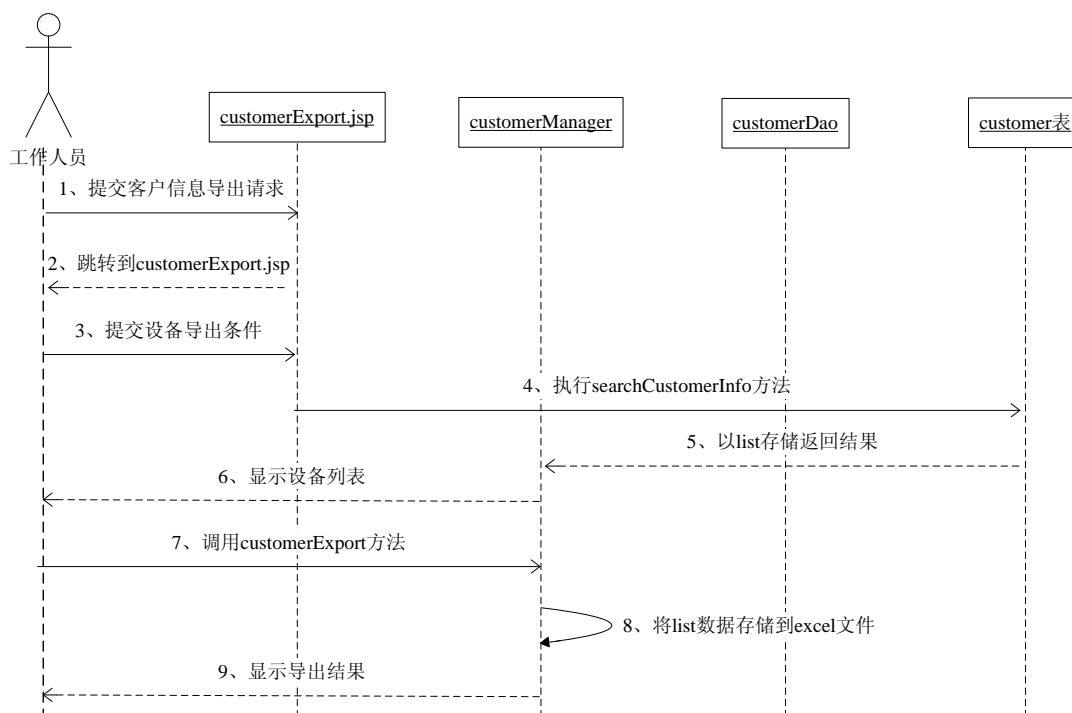 customerExport.jsp
customerManager
customerDao
customer表
工作人员
1、提交客户信息导出请求
2、跳转到customerExport.jsp
3、提交设备导出条件
4、执行searchCustomerInfo方法
5、以list存储返回结果
6、显示设备列表
7、调用customerExport方法
8、将list数据存储到excel文件
9、显示导出结果